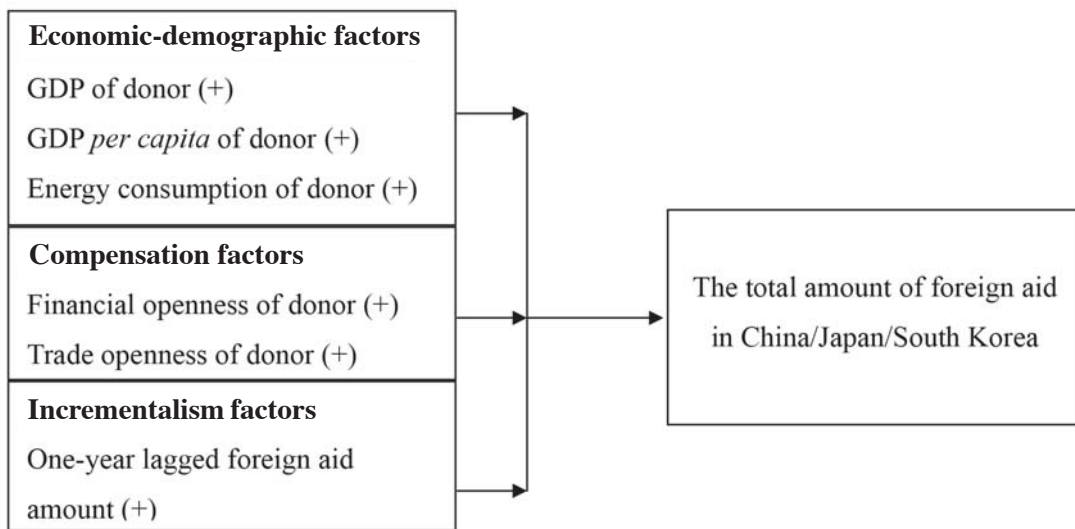 Economic-demographic factors
GDP of donor (+)
GDP per capita of donor (+)
Energy consumption of donor (+)
Compensation factors
Financial openness of donor (+)
Trade openness of donor (+)
Incrementalism factors
One-year lagged foreign aid
amount (+)
The total amount of foreign aid
in China/Japan/South Korea